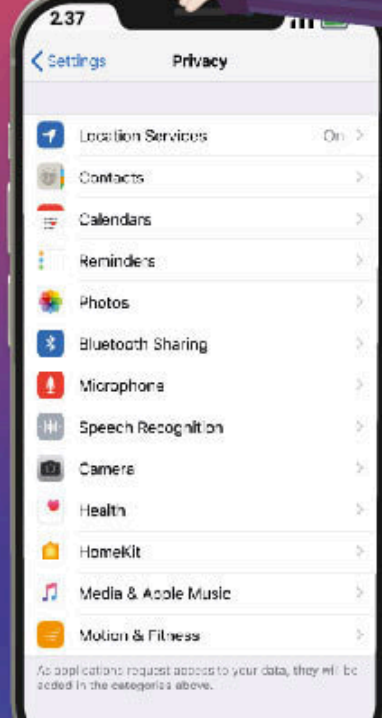 2.37
Settings
Privacy
Location Services
On
Contacts
Calendars
Reminders
Photos
Bluetooth Sharing
Microphone
Speech Recognition
Camera
Health
HomeKit
Media & Apple Music
Motion & Fitness
As applications request access to your data, they will be
added in the categories above.